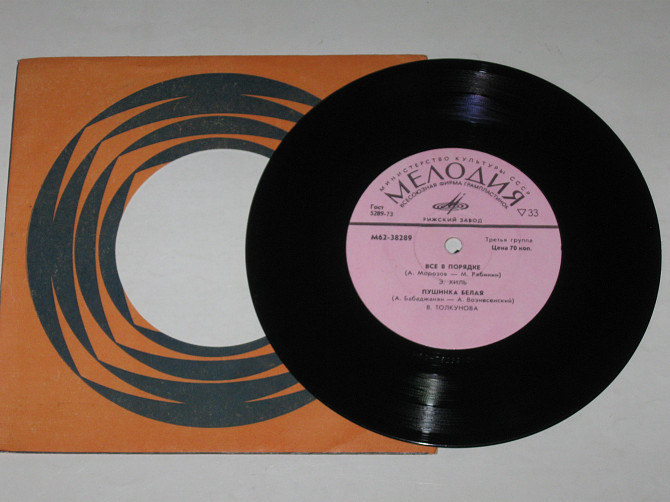 МИНИСТЕРСТВО КУЛЬТУРЫ СССР
МЕЛОДИЯ
ВСЕСОЮЗНАЯ ФИРМА ГРАМПЛАСТИНОК
Гост
5289-73
33
РИЖСКИЙ ЗАВОД
М62-38289
Третья группа
Цена 70 коп.
ВСЕ В ПОРЯДКЕ
(А. Морозов — М. Рябинин)
Э. ХИЛЬ
ПУШИНКА БЕЛАЯ
(А. Бабаджанян — А. Вознесенский)
В. ТОЛКУНОВА